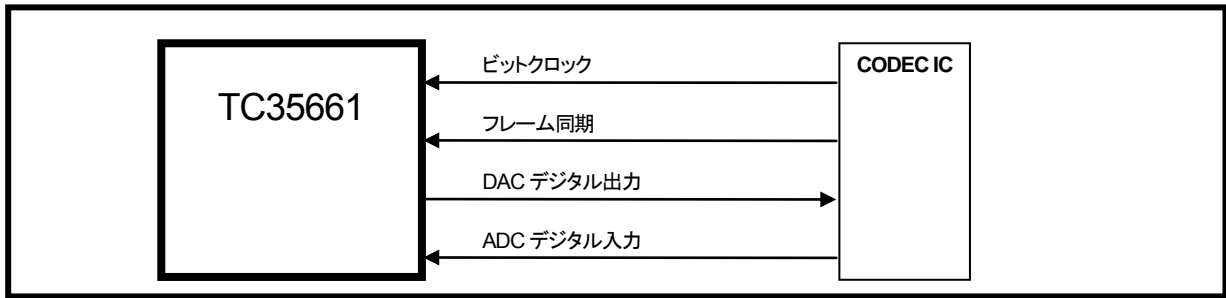 TC35661
ビットクロック
フレーム同期
DAC デジタル出力
ADC デジタル入力
CODEC IC